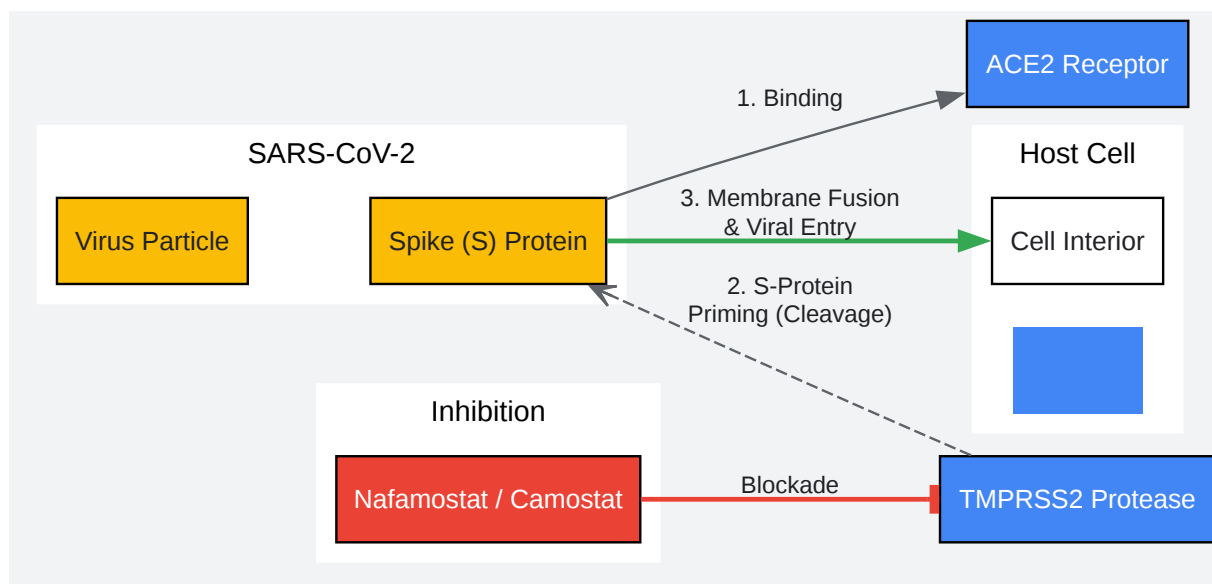 ACE2 Receptor
1. Binding
SARS-CoV-2
Host Cell
Virus Particle
Spike (S) Protein
3. Membrane Fusion
& Viral Entry
Cell Interior
2. S-Protein
Priming (Cleavage)
Inhibition
Nafamostat / Camostat
Blockade
TMPRSS2 Protease